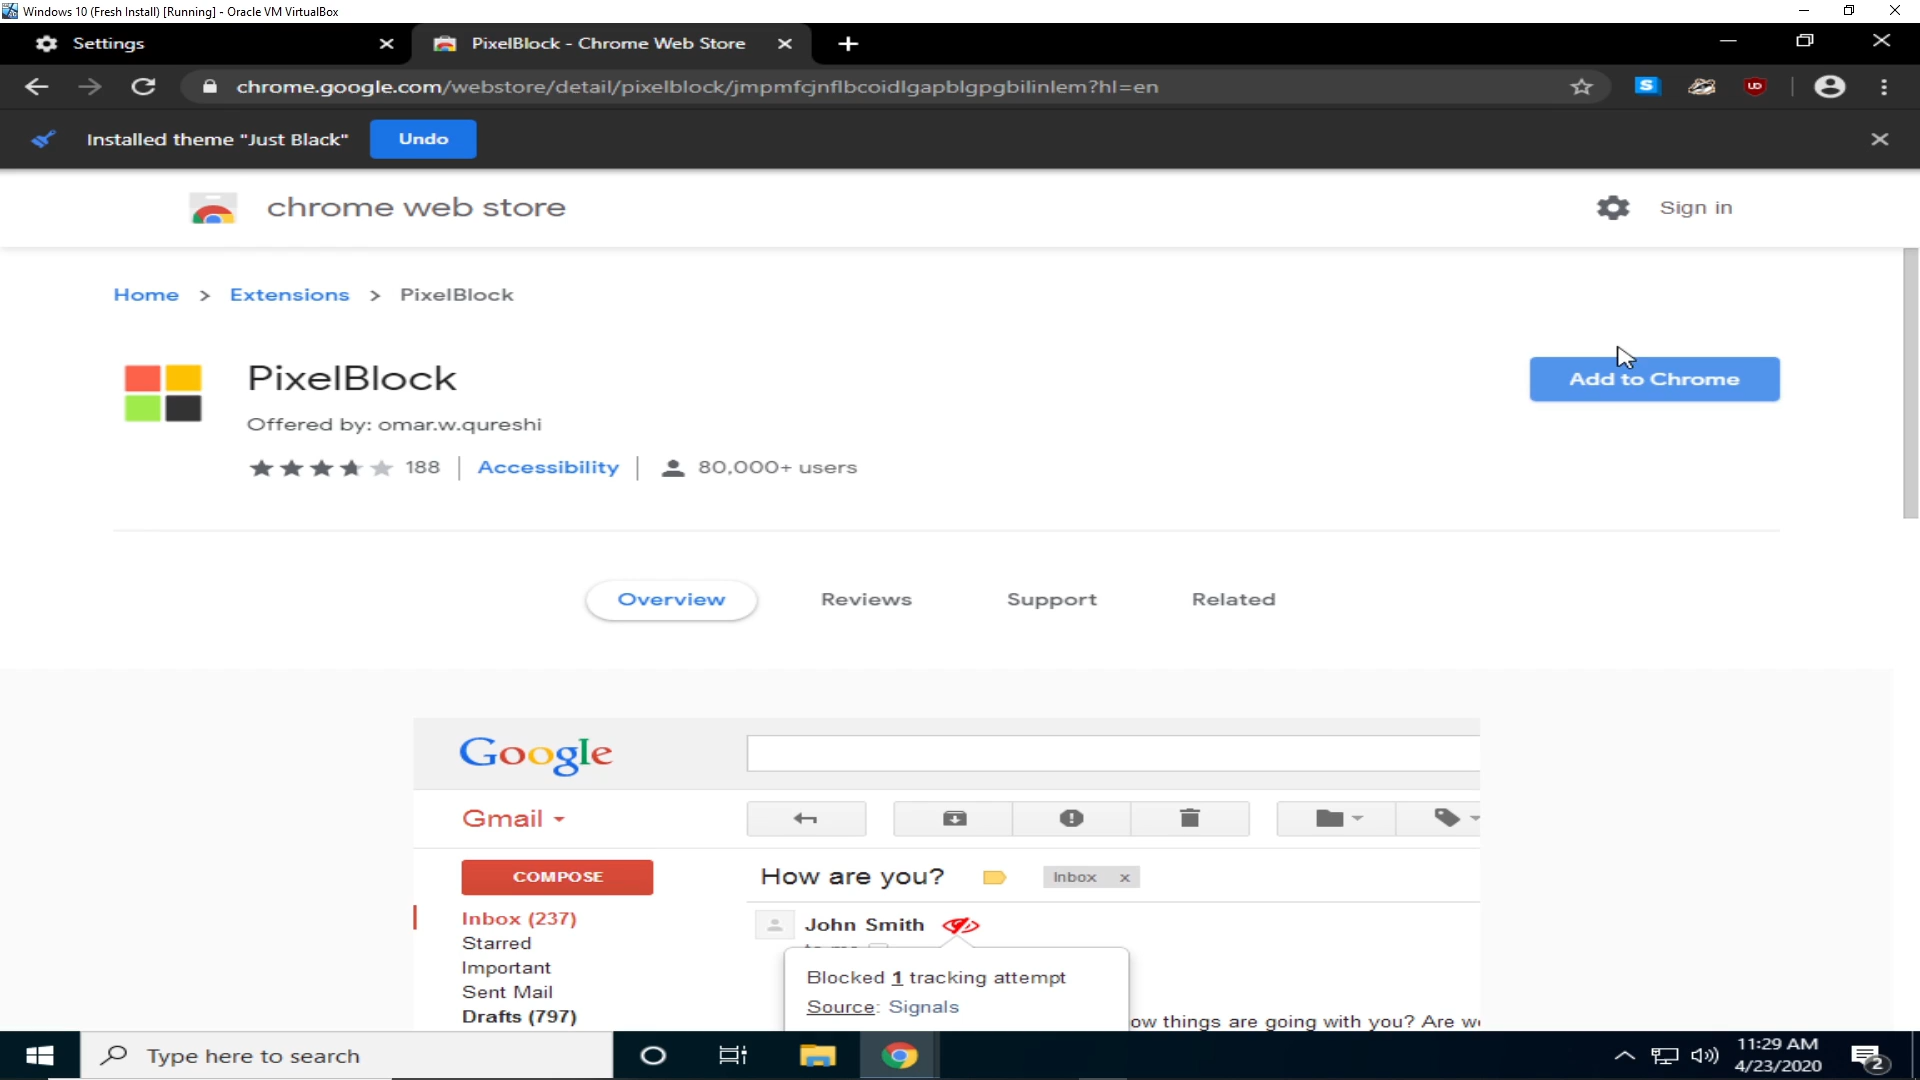 Windows 10 (Fresh Install) [Running] - Oracle VM VirtualBox
Settings
PixelBlock - Chrome Web Store
chrome.google.com/webstore/detail/pixelblock/jmpmfcjnflbcoidlgapblgpgbilinlem?hl=en
Installed theme "Just Black"
Undo
chrome web store
Sign in
Home > Extensions > PixelBlock
PixelBlock
Add to Chrome
Offered by: omar.w.qureshi
188 | Accessibility | 80,000+ users
Overview
Reviews
Support
Related
Google
Gmail
COMPOSE
How are you?
Inbox x
Inbox (237)
John Smith
Starred
Important
Sent Mail
Drafts (797)
Blocked 1 tracking attempt
Source: Signals
ow things are going with you? Are
Type here to search
11:29 AM
4/23/2020
2